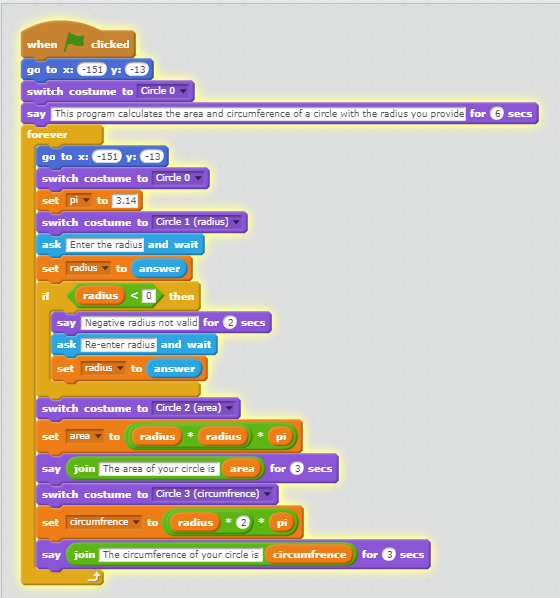 when clicked
go to x: -151 y: -13
switch costume to Circle 0
say This program calculates the area and circumference of a circle with the radius you provide for 6 secs
forever
go to x: -151 y: -13
switch costume to Circle 0
set pi to 3.14
switch costume to Circle 1 (radius)
ask Enter the radius and wait
set radius to answer
if radius < 0 then
say Negative radius not valid for 2 secs
ask Re-enter radius and wait
set radius to answer
switch costume to Circle 2 (area)
set area to radius * radius * pi
say join The area of your circle is area for 3 secs
switch costume to Circle 3 (circumfrence)
set circumfrence to radius * 2 * pi
say join The circumference of your circle is circumfrence for 3 secs